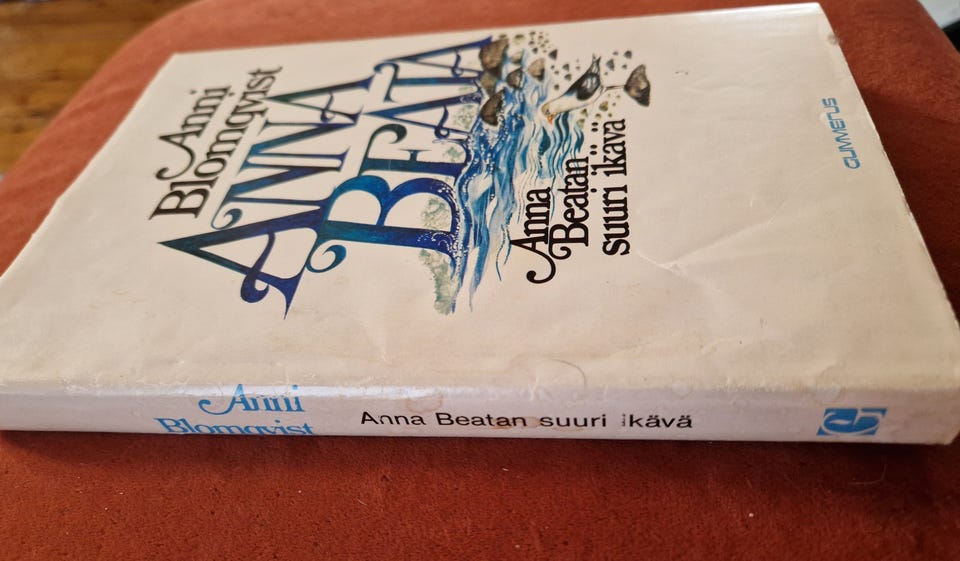 Anni
Blomqvist
ANNA
BEATA
Anna
Beatan
suuri ikävä
GUMMERUS
Anni
Blomqvist
Anna Beatan suuri ikävä
G